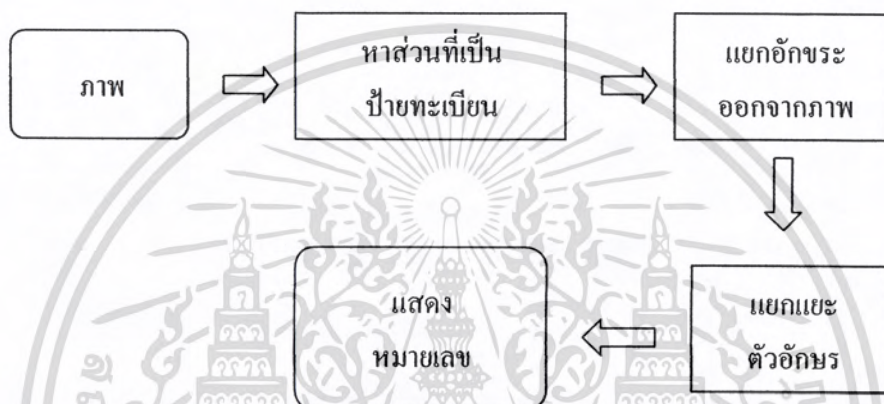 ภาพ
หาส่วนที่เป็น
ป้ายทะเบียน
แยกอักขระ
ออกจากภาพ
แยกแยะ
ตัวอักษร
แสดง
หมายเลข